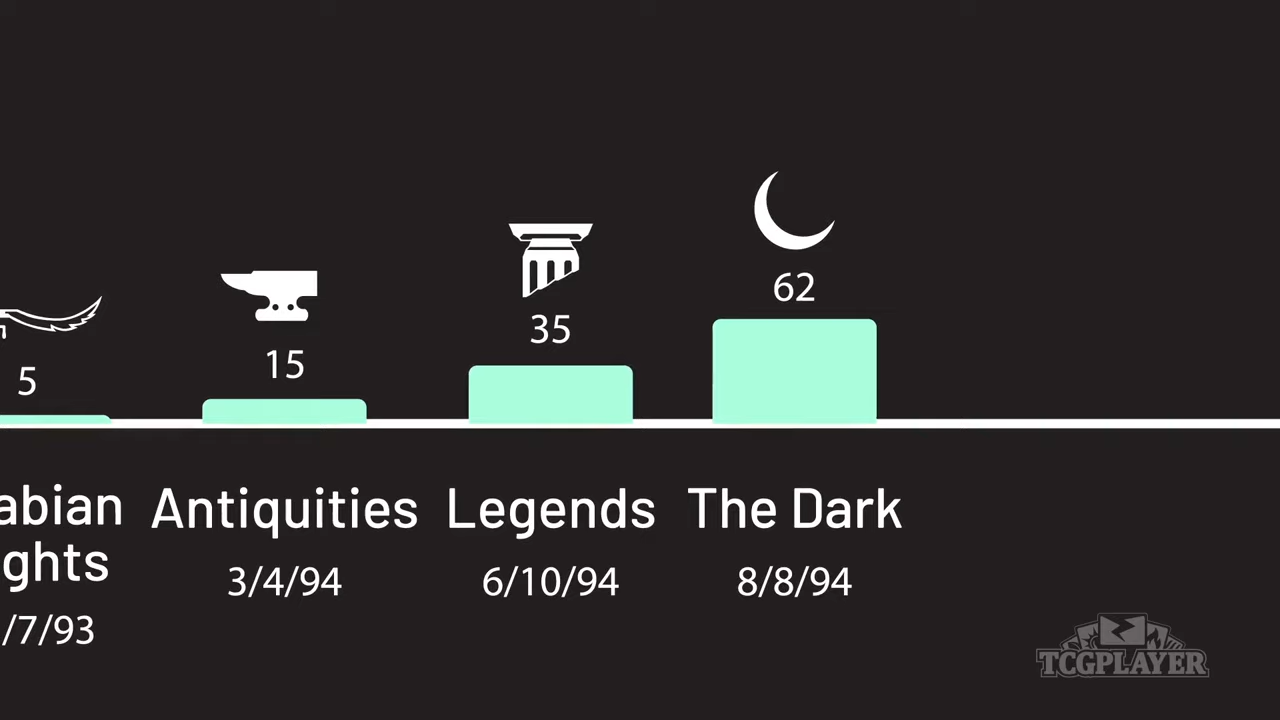 5
15
35
62
abian
ghts
/7/93
Antiquities
3/4/94
Legends
6/10/94
The Dark
8/8/94
TCGPLAYER